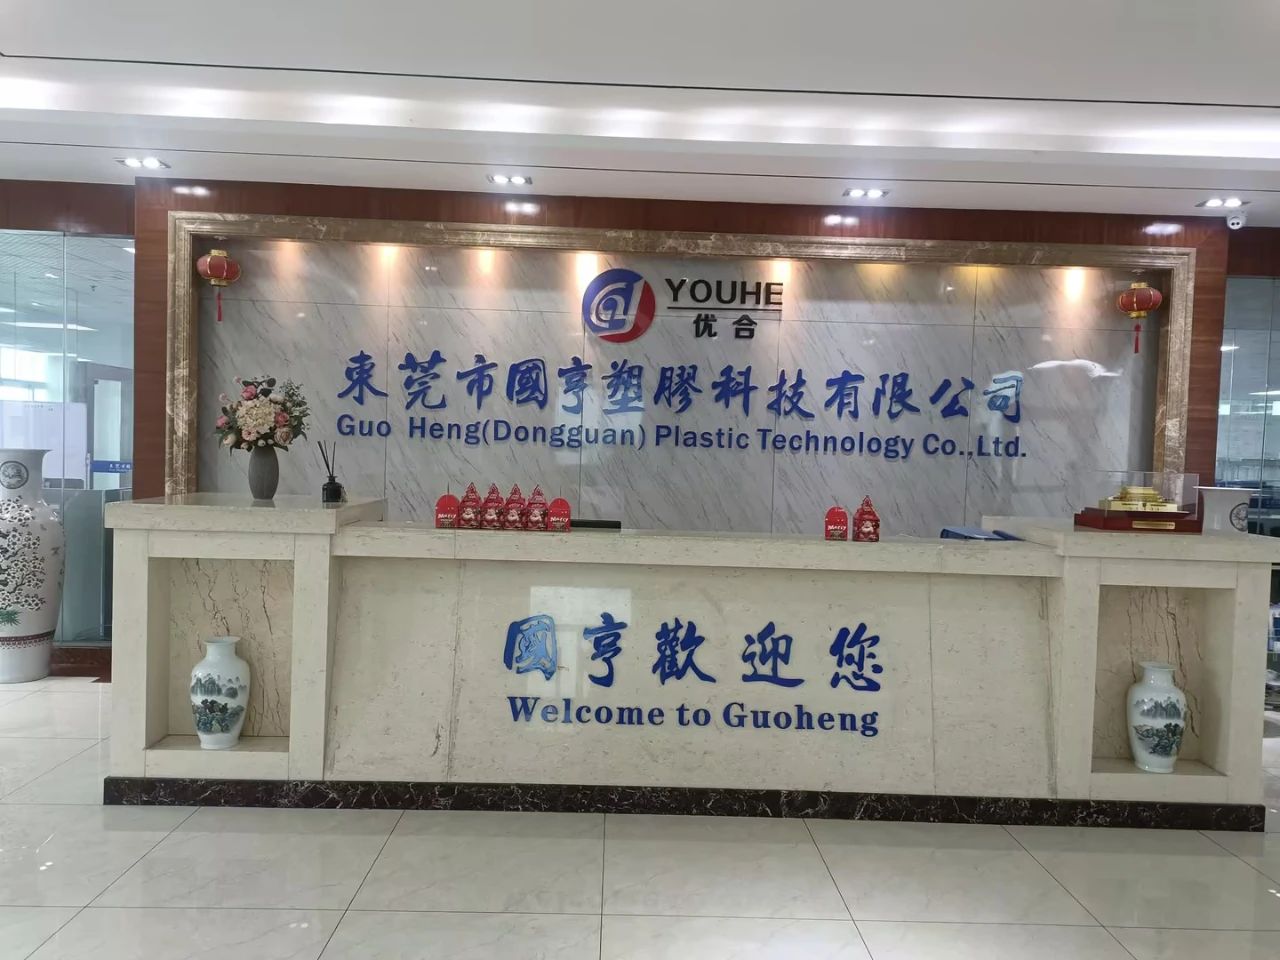 YOUHE
优合
東莞市國亨塑膠科技有限公司
Guo Heng(Dongguan) Plastic Technology Co.,Ltd.
國亨歡迎您
Welcome to Guoheng